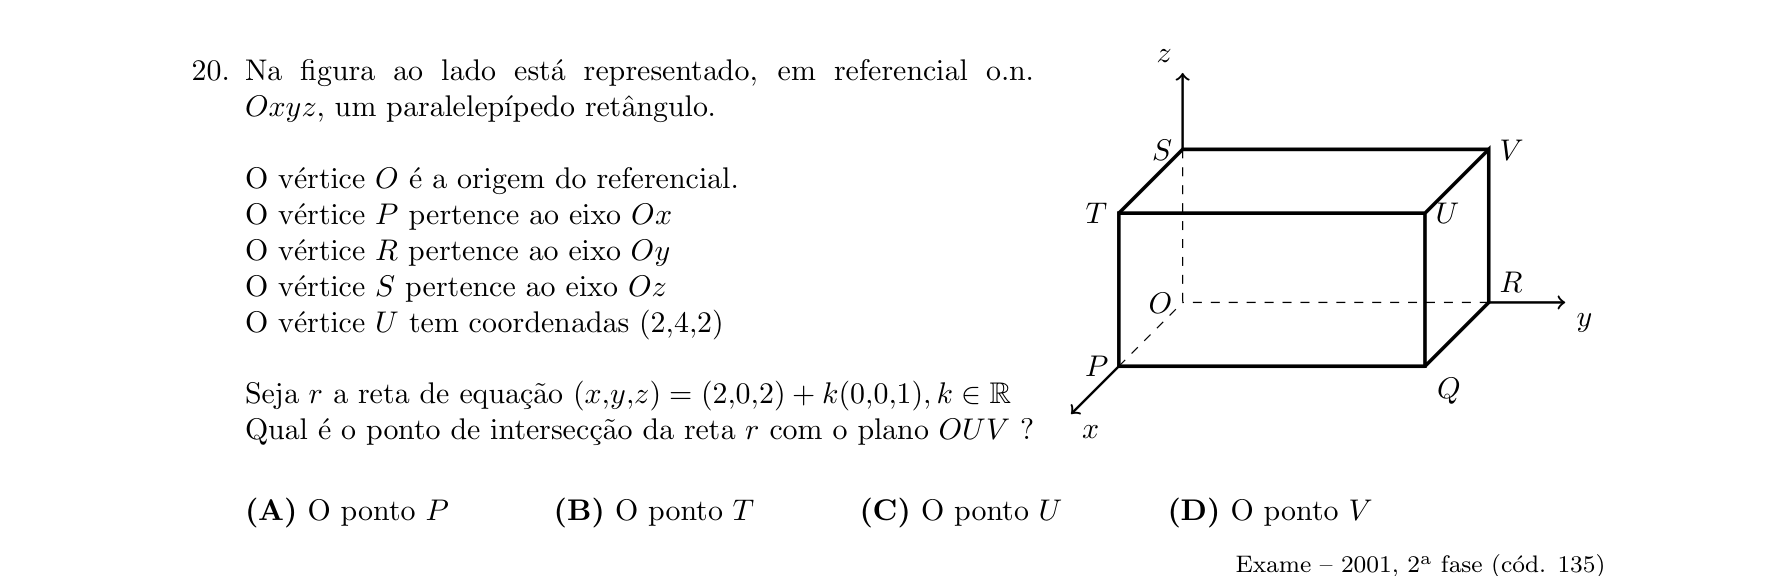 20. Na figura ao lado está representado, em referencial o.n.
Oxyz, um paralelepípedo retângulo.
O vértice O é a origem do referencial.
O vértice P pertence ao eixo Ox
O vértice R pertence ao eixo Oy
O vértice S pertence ao eixo Oz
O vértice U tem coordenadas (2,4,2)
Seja r a reta de equação (x,y,z) = (2,0,2) + k(0,0,1), k ∈ ℝ
Qual é o ponto de intersecção da reta r com o plano OUV ?
z
S
V
T
U
O
R
y
P
Q
x
(A) O ponto P (B) O ponto T (C) O ponto U (D) O ponto V
Exame – 2001, 2ª fase (cód. 135)